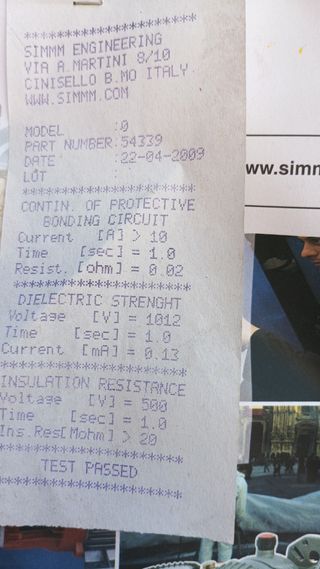 ************************
SIMMM ENGINEERING
VIA A.MARTINI 8/10
CINISELLO B.MO ITALY
WWW.SIMMM.COM
MODEL :0
PART NUMBER:54339
DATE :22-04-2009
LOT :
************************
CONTIN. OF PROTECTIVE
BONDING CIRCUIT
Current [A] > 10
Time [sec] = 1.0
Resist. [ohm] = 0.02
************************
DIELECTRIC STRENGHT
Voltage [V] = 1012
Time [sec] = 1.0
Current [mA] = 0.13
************************
INSULATION RESISTANCE
Voltage [V] = 500
Time [sec] = 1.0
Ins.Res[Mohm] > 20
************************
TEST PASSED
************************
ww.simm